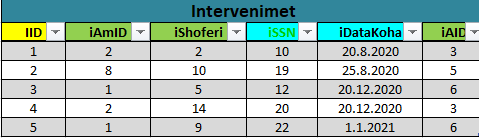 Intervenimet
IID iAmID iShoferi iSSN iDataKoha iAID
1 2 2 10 20.8.2020 3
2 8 10 19 25.8.2020 5
3 1 5 12 20.12.2020 6
4 2 14 20 20.12.2020 3
5 1 9 22 1.1.2021 6